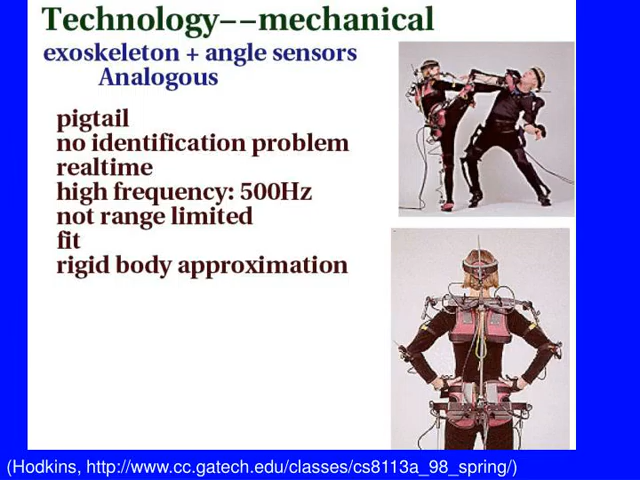 Technology--mechanical
exoskeleton + angle sensors
Analogous
pigtail
no identification problem
realtime
high frequency: 500Hz
not range limited
fit
rigid body approximation
(Hodkins, http://www.cc.gatech.edu/classes/cs8113a_98_spring/)